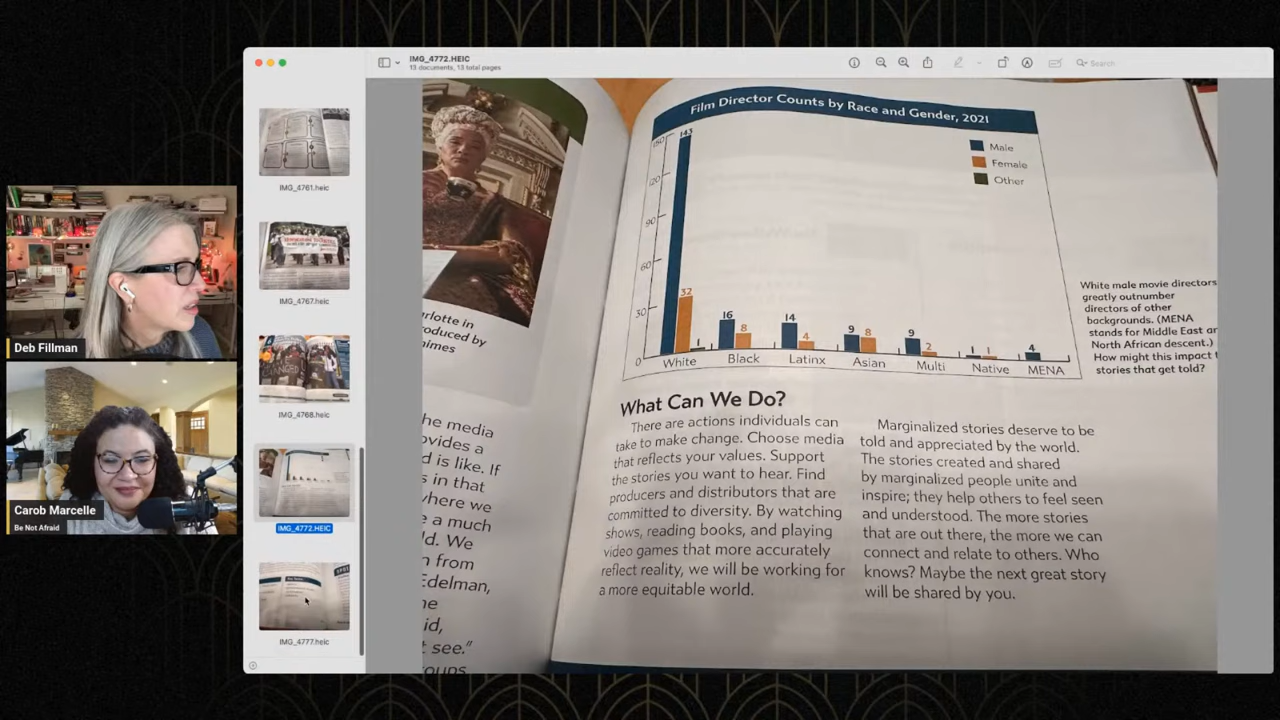 IMG_4772.HEIC
13 documents, 13 total pages
Search
IMG_4761.heic
IMG_4767.heic
IMG_4768.heic
IMG_4772.HEIC
IMG_4777.heic
Deb Fillman
Carob Marcelle
Be Not Afraid
Film Director Counts by Race and Gender, 2021
Male
Female
Other
150
120
90
60
30
0
143
32
1
16
8
14
4
9
8
9
2
1
1
4
White
Black
Latinx
Asian
Multi
Native
MENA
White male movie directors
greatly outnumber
directors of other
backgrounds. (MENA
stands for Middle East
North African descent.)
How might this impact
stories that get told?
rlotte in
oduced by
himes
he media
ovides a
d is like. If
s in that
where we
e a much
ld. We
n from
Edelman,
ne
id,
t see."
oups
What Can We Do?
There are actions individuals can
take to make change. Choose media
that reflects your values. Support
the stories you want to hear. Find
producers and distributors that are
committed to diversity. By watching
shows, reading books, and playing
video games that more accurately
reflect reality, we will be working for
a more equitable world.
Marginalized stories deserve to be
told and appreciated by the world.
The stories created and shared
by marginalized people unite and
inspire; they help others to feel seen
and understood. The more stories
that are out there, the more we can
connect and relate to others. Who
knows? Maybe the next great story
will be shared by you.